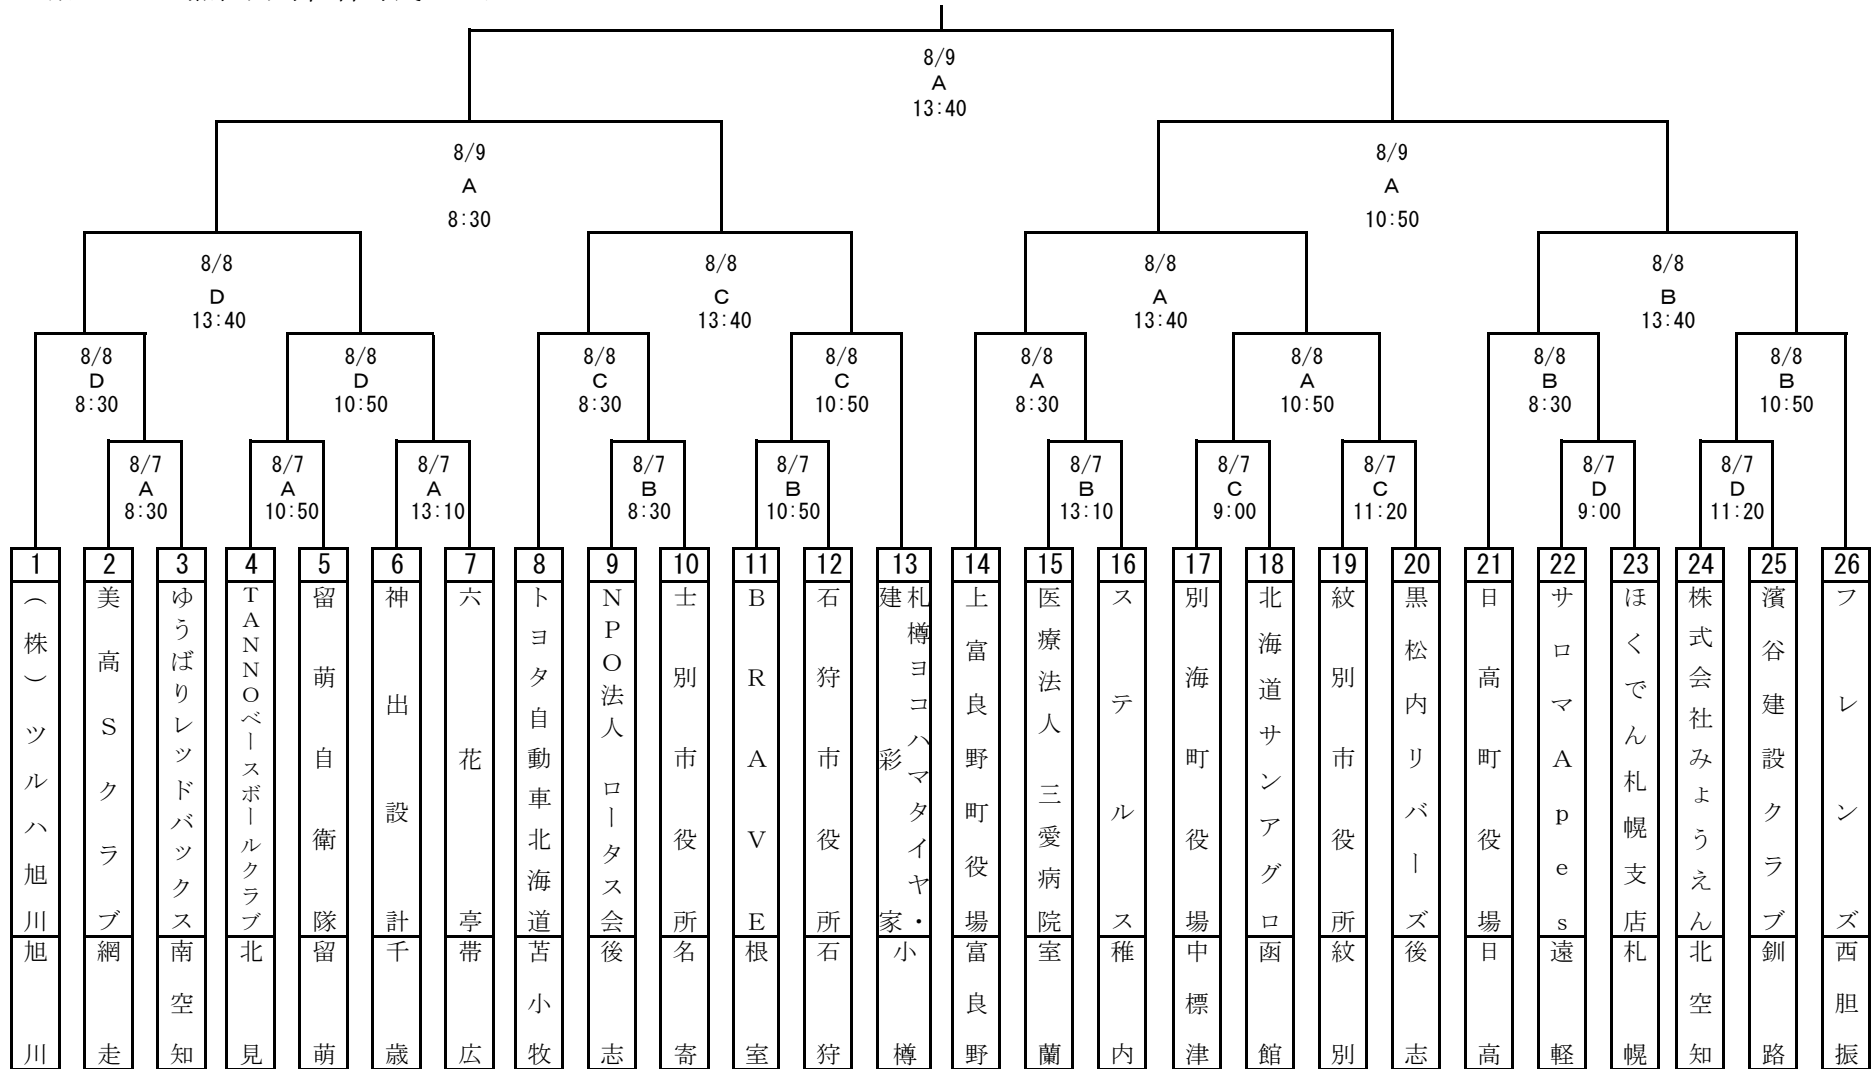 8/9
A
13:40
8/9
A
8:30
8/9
A
10:50
8/8
D
13:40
8/8
C
13:40
8/8
A
13:40
8/8
B
13:40
8/8
D
8:30
8/8
D
10:50
8/8
C
8:30
8/8
C
10:50
8/8
A
8:30
8/8
A
10:50
8/8
B
8:30
8/8
B
10:50
8/7
A
8:30
8/7
A
10:50
8/7
A
13:10
8/7
B
8:30
8/7
B
10:50
8/7
B
13:10
8/7
C
9:00
8/7
C
11:20
8/7
D
9:00
8/7
D
11:20
1
(株)ツルハ旭川
旭川
2
美高Sクラブ
網走
3
ゆうばりレッドバックス
南空知
4
TANNOベースボールクラブ
北見
5
留萌自衛隊
留萌
6
神出設計
千歳
7
六花亭
帯広
8
トヨタ自動車北海道
苫小牧
9
NPO法人 ロータス会
後志
10
士別市役所
名寄
11
BRAVE
根室
12
石狩市役所
石狩
13
札樽ヨコハマタイヤ・
建彩家
小樽
14
上富良野町役場
富良野
15
医療法人 三愛病院
室蘭
16
ステルス
稚内
17
別海町役場
中標津
18
北海道サンアグロ
函館
19
紋別市役所
紋別
20
黒松内リバーズ
後志
21
日高町役場
日高
22
サロマApes
遠軽
23
ほくでん札幌支店
札幌
24
株式会社みょうえん
北空知
25
濱谷建設クラブ
釧路
26
フレンズ
西胆振